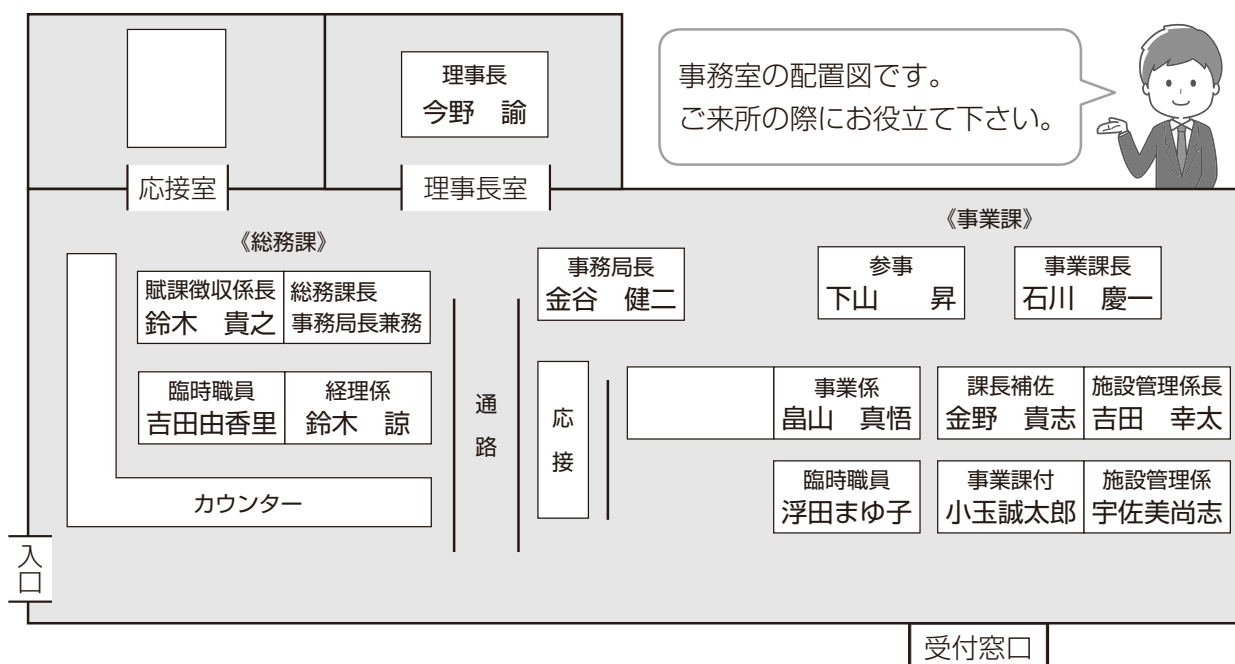 理事長
今野　諭
事務室の配置図です。
ご来所の際にお役立て下さい。
応接室
理事長室
《総務課》
《事業課》
賦課徴収係長
鈴木　貴之
総務課長
事務局長兼務
事務局長
金谷　健二
参事
下山　昇
事業課長
石川　慶一
臨時職員
吉田由香里
経理係
鈴木　諒
通路
応接
事業係
畠山　真悟
課長補佐
金野　貴志
施設管理係長
吉田　幸太
カウンター
臨時職員
浮田まゆ子
事業課付
小玉誠太郎
施設管理係
宇佐美尚志
入口
受付窓口